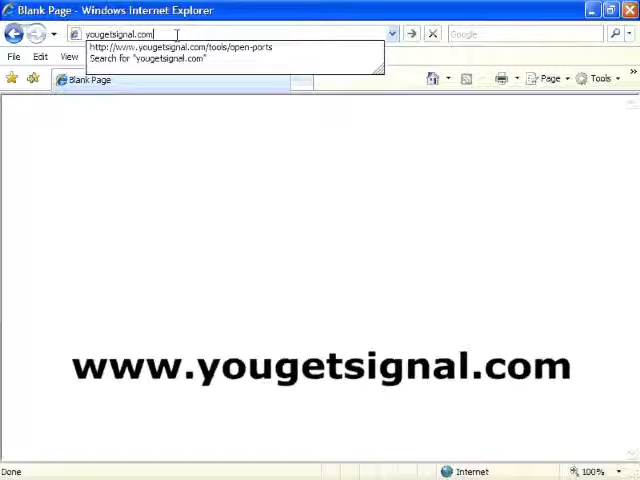 Blank Page - Windows Internet Explorer
yougetsignal.com
Google
http://www.yougetsignal.com/tools/open-ports
Search for "yougetsignal.com"
File Edit View
Blank Page
Page Tools
www.yougetsignal.com
Done
Internet
100%